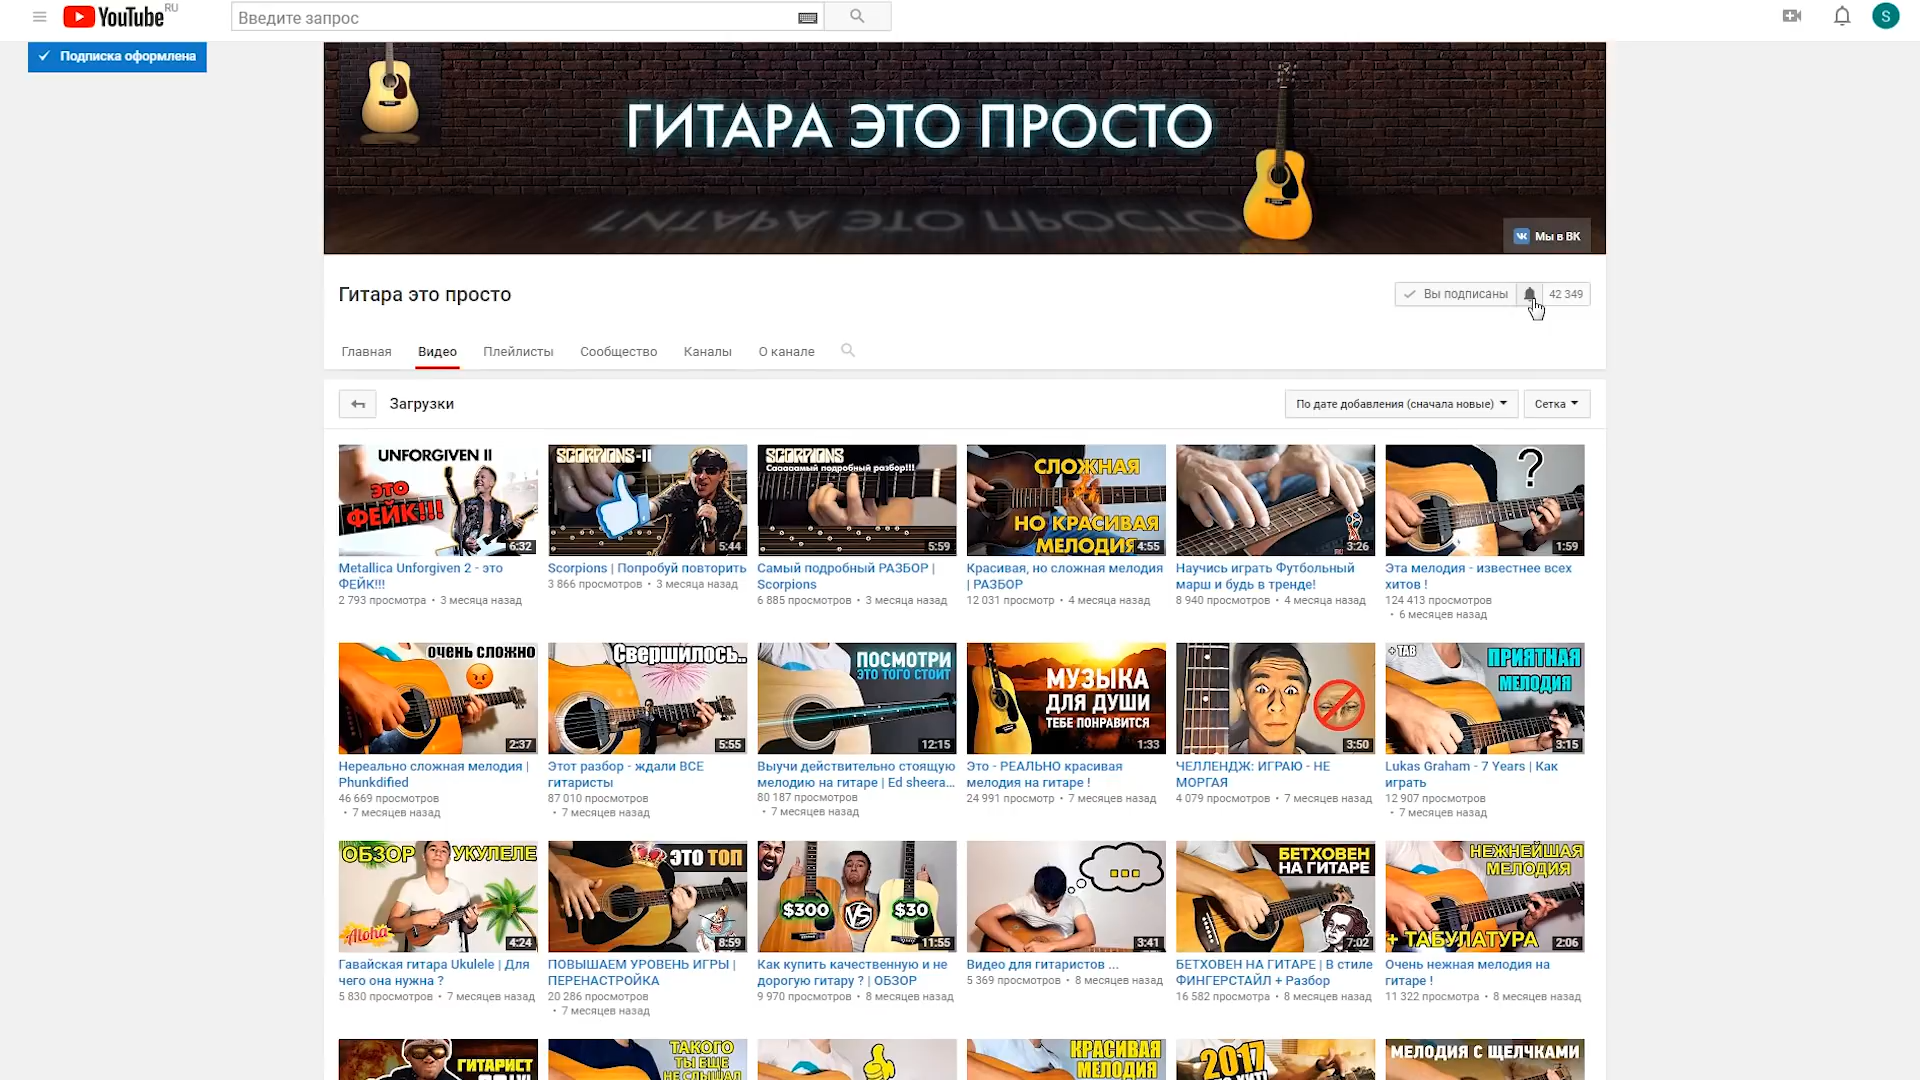 YouTube RU
Введите запрос
S
Подписка оформлена
ГИТАРА ЭТО ПРОСТО
Мы в ВК
Гитара это просто
Вы подписаны
42 349
Главная
Видео
Плейлисты
Сообщество
Каналы
О канале
Загрузки
По дате добавления (сначала новые)
Сетка
UNFORGIVEN II
ЭТО
ФЕЙК!!!
6:32
Metallica Unforgiven 2 - это
ФЕЙК!!!
2 793 просмотра • 3 месяца назад
SCORPIONS-II
5:44
Scorpions | Попробуй повторить
3 866 просмотров • 3 месяца назад
SCORPIONS
Сааааамый подробный разбор!!!
5:59
Самый подробный РАЗБОР |
Scorpions
6 885 просмотров • 3 месяца назад
СЛОЖНАЯ
НО КРАСИВАЯ
МЕЛОДИЯ
4:55
Красивая, но сложная мелодия
| РАЗБОР
12 031 просмотр • 4 месяца назад
3:26
Научись играть Футбольный
марш и будь в тренде!
8 940 просмотров • 4 месяца назад
?
1:59
Эта мелодия - известнее всех
хитов !
124 413 просмотров
• 6 месяцев назад
ОЧЕНЬ СЛОЖНО
2:37
Нереально сложная мелодия |
Phunkdified
46 669 просмотров
• 7 месяцев назад
Свершилось..
5:55
Этот разбор - ждали ВСЕ
гитаристы
87 010 просмотров
• 7 месяцев назад
ПОСМОТРИ
ЭТО ТОГО СТОИТ
12:15
Выучи действительно стоящую
мелодию на гитаре | Ed sheera...
80 187 просмотров
• 7 месяцев назад
МУЗЫКА
ДЛЯ ДУШИ
ТЕБЕ ПОНРАВИТСЯ
1:33
Это - РЕАЛЬНО красивая
мелодия на гитаре !
24 991 просмотр • 7 месяцев назад
3:50
ЧЕЛЛЕНДЖ: ИГРАЮ - НЕ
МОРГАЯ
4 079 просмотров • 7 месяцев назад
+ TAB
ПРИЯТНАЯ
МЕЛОДИЯ
3:15
Lukas Graham - 7 Years | Как
играть
12 907 просмотров
• 7 месяцев назад
ОБЗОР УКУЛЕЛЕ
Aloha
4:24
Гавайская гитара Ukulele | Для
чего она нужна ?
5 830 просмотров • 7 месяцев назад
ЭТО ТОП
8:59
ПОВЫШАЕМ УРОВЕНЬ ИГРЫ |
ПЕРЕНАСТРОЙКА
20 286 просмотров
• 7 месяцев назад
$300
VS
$30
11:55
Как купить качественную и не
дорогую гитару ? | ОБЗОР
9 970 просмотров • 8 месяцев назад
...
3:41
Видео для гитаристов ...
5 369 просмотров • 8 месяцев назад
БЕТХОВЕН
НА ГИТАРЕ
7:02
БЕТХОВЕН НА ГИТАРЕ | В стиле
ФИНГЕРСТАЙЛ + Разбор
16 582 просмотра • 8 месяцев назад
НЕЖНЕЙШАЯ
МЕЛОДИЯ
+ ТАБУЛАТУРА
2:06
Очень нежная мелодия на
гитаре !
11 322 просмотра • 8 месяцев назад
ГИТАРИСТ
ТАКОГО
ТЫ ЕЩЕ
НЕ СЛЫШАЛ
КРАСИВАЯ
МЕЛОДИЯ
2017
МЕЛОДИЯ С ЩЕЛЧКАМИ